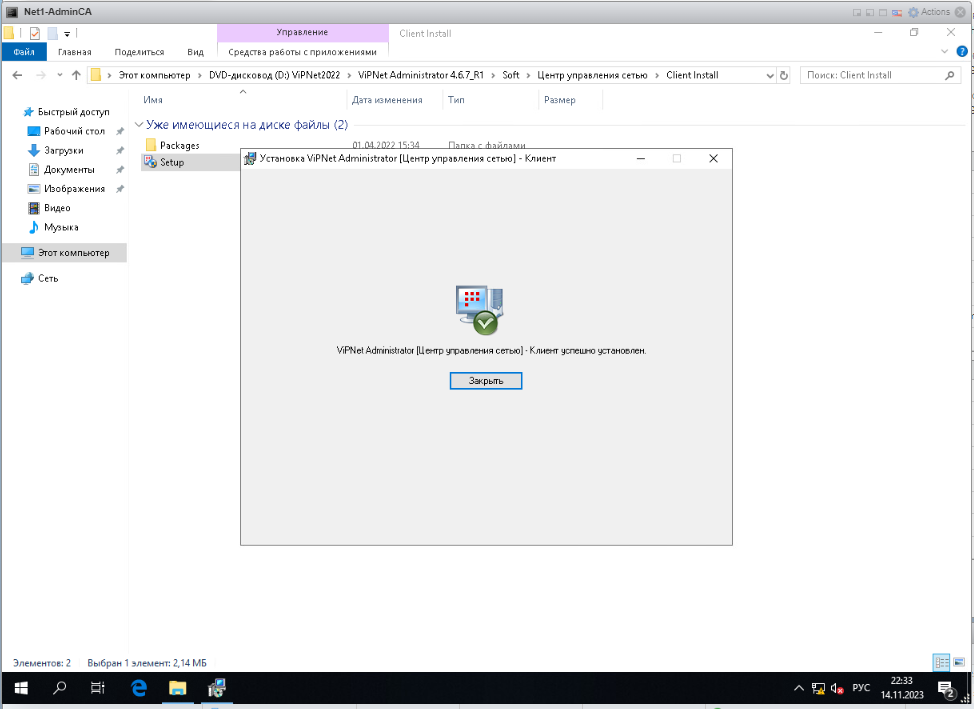 Net1-AdminCA
Actions
Управление
Client Install
Файл
Главная
Поделиться
Вид
Средства работы с приложениями
Этот компьютер > DVD-дисковод (D:) ViPNet2022 > ViPNet Administrator 4.6.7_R1 > Soft > Центр управления сетью > Client Install
Поиск: Client Install
Имя
Дата изменения
Тип
Размер
Быстрый доступ
Рабочий стол
Загрузки
Документы
Изображения
Видео
Музыка
Этот компьютер
Сеть
Уже имеющиеся на диске файлы (2)
Packages
01.04.2022 15:34
Папка с файлами
Setup
Установка ViPNet Administrator [Центр управления сетью] - Клиент
ViPNet Administrator [Центр управления сетью] - Клиент успешно установлен.
Закрыть
Элементов: 2
Выбран 1 элемент: 2,14 МБ
РУС
22:33
14.11.2023
2